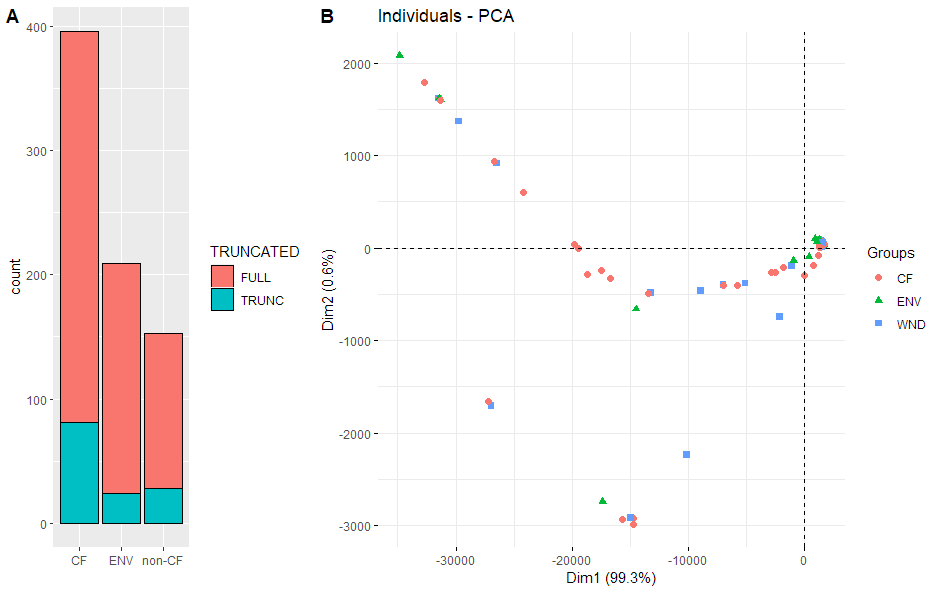 A
count
400
300
200
100
0
CF ENV non-CF
TRUNCATED
FULL
TRUNC
B
Individuals - PCA
Dim2 (0.6%)
2000
1000
0
-1000
-2000
-3000
-30000 -20000 -10000 0
Dim1 (99.3%)
Groups
CF
ENV
WND